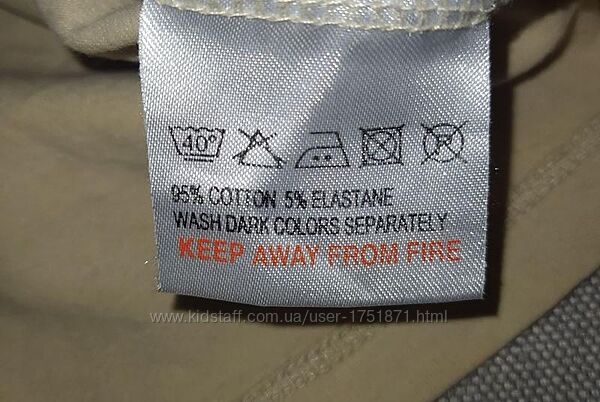 40°
P
95% COTTON 5% ELASTANE
WASH DARK COLORS SEPARATELY
KEEP AWAY FROM FIRE
www.kidstaff.com.ua/user-1751871.html